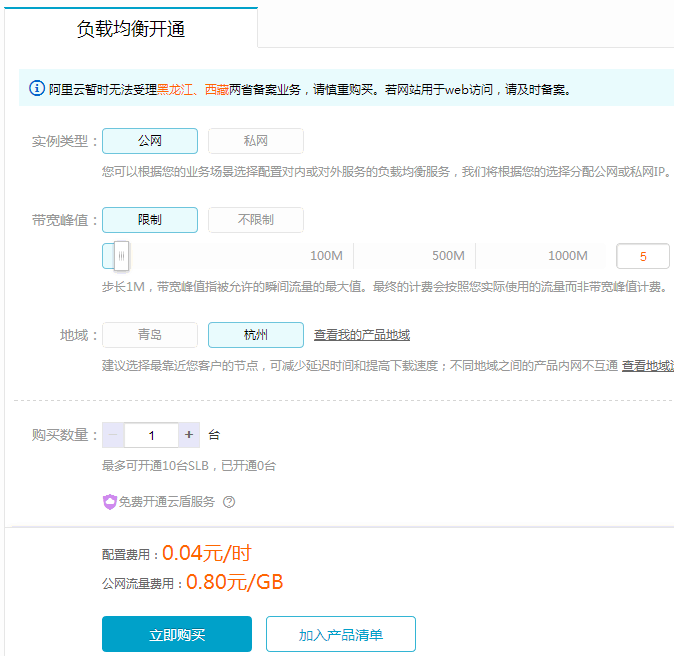 负载均衡开通
阿里云暂时无法受理黑龙江、西藏两省备案业务，请慎重购买。若网站用于web访问，请及时备案。
实例类型： 公网 私网
您可以根据您的业务场景选择配置对内或对外服务的负载均衡服务，我们将根据您的选择分配公网或私网IP。
带宽峰值： 限制 不限制
100M 500M 1000M 5
步长1M，带宽峰值指被允许的瞬间流量的最大值。最终的计费会按照您实际使用的流量而非带宽峰值计费。
地域： 青岛 杭州 查看我的产品地域
建议选择最靠近您客户的节点，可减少延迟时间和提高下载速度；不同地域之间的产品内网不互通 查看地域
购买数量： − 1 + 台
最多可开通10台SLB，已开通0台
免费开通云盾服务 ?
配置费用：0.04元/时
公网流量费用：0.80元/GB
立即购买 加入产品清单